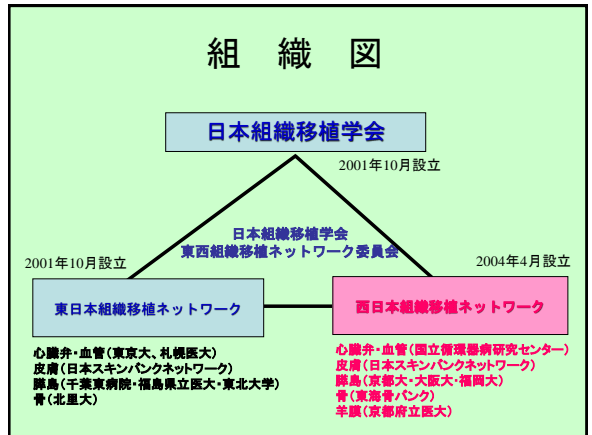 組 織 図
日本組織移植学会
2001年10月設立
日本組織移植学会
東西組織移植ネットワーク委員会
2001年10月設立
2004年4月設立
東日本組織移植ネットワーク
西日本組織移植ネットワーク
心臓弁・血管(東京大、札幌医大)
皮膚(日本スキンバンクネットワーク)
膵島(千葉東病院・福島県立医大・東北大学)
骨(北里大)
心臓弁・血管(国立循環器病研究センター)
皮膚(日本スキンバンクネットワーク)
膵島(京都大・大阪大・福岡大)
骨(東海骨バンク)
羊膜(京都府立医大)